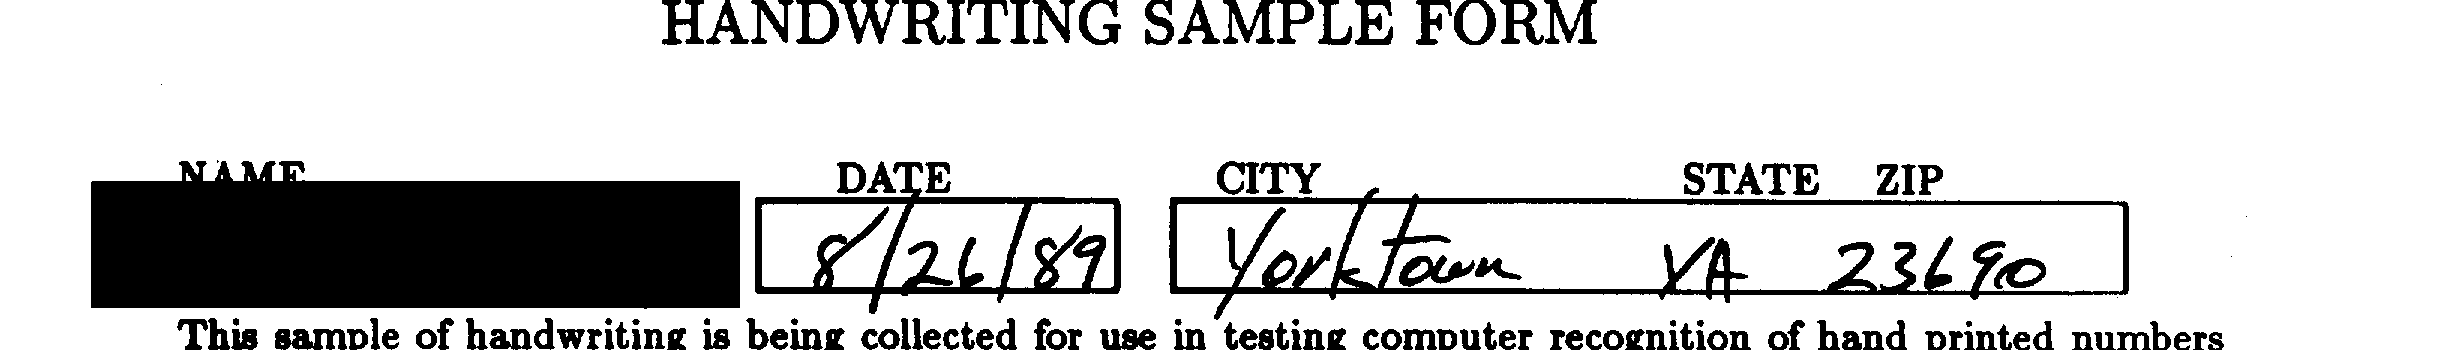 HANDWRITING SAMPLE FORM
NAME DATE CITY STATE ZIP
8/26/89 Yorktown VA 23690
This sample of handwriting is being collected for use in testing computer recognition of hand printed numbers